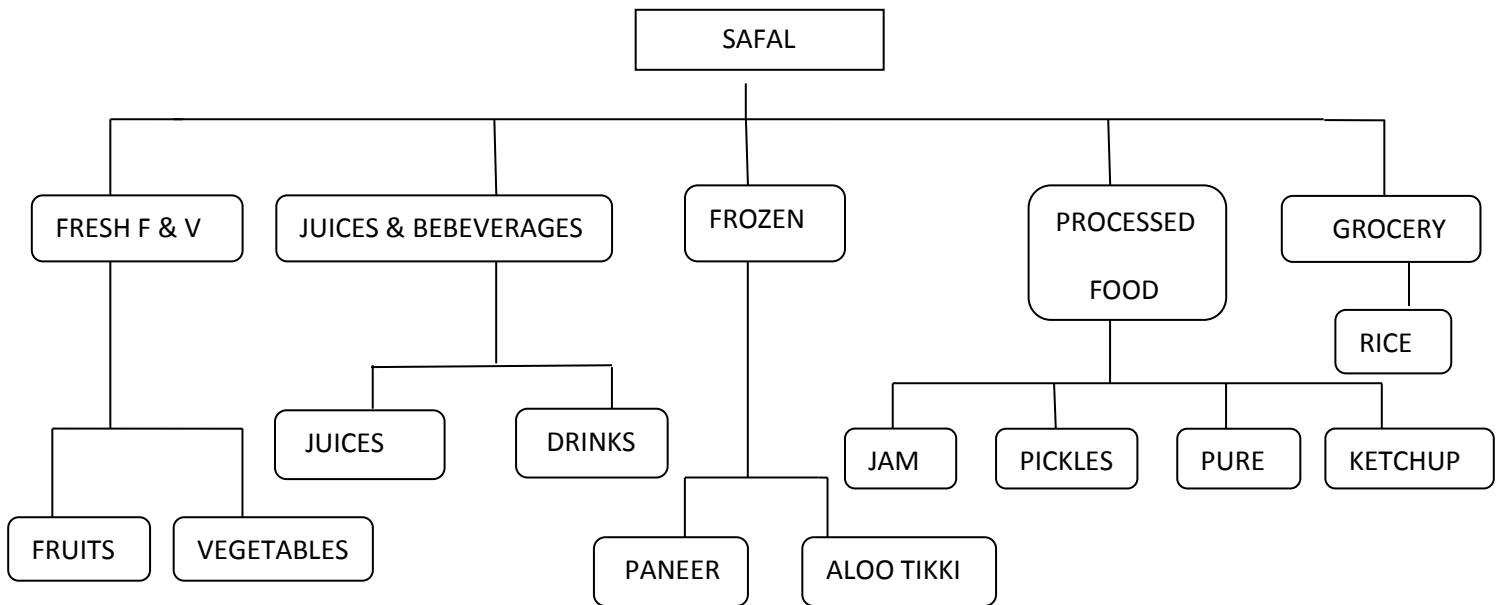 SAFAL
FRESH F & V
JUICES & BEBEVERAGES
FROZEN
PROCESSED
FOOD
GROCERY
RICE
JUICES
DRINKS
JAM
PICKLES
PURE
KETCHUP
FRUITS
VEGETABLES
PANEER
ALOO TIKKI